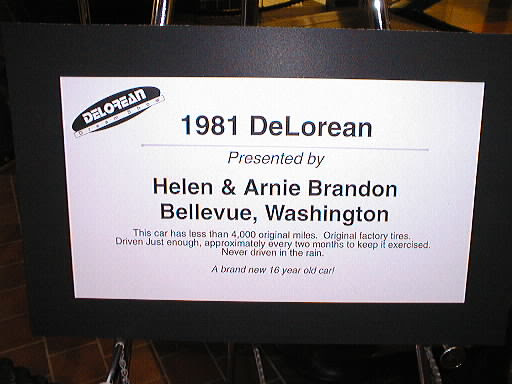 DELOREAN
1981 DeLorean
Presented by
Helen & Arnie Brandon
Bellevue, Washington
This car has less than 4,000 original miles. Original factory tires.
Driven Just enough, approximately every two months to keep it exercised.
Never driven in the rain.
A brand new 16 year old car!